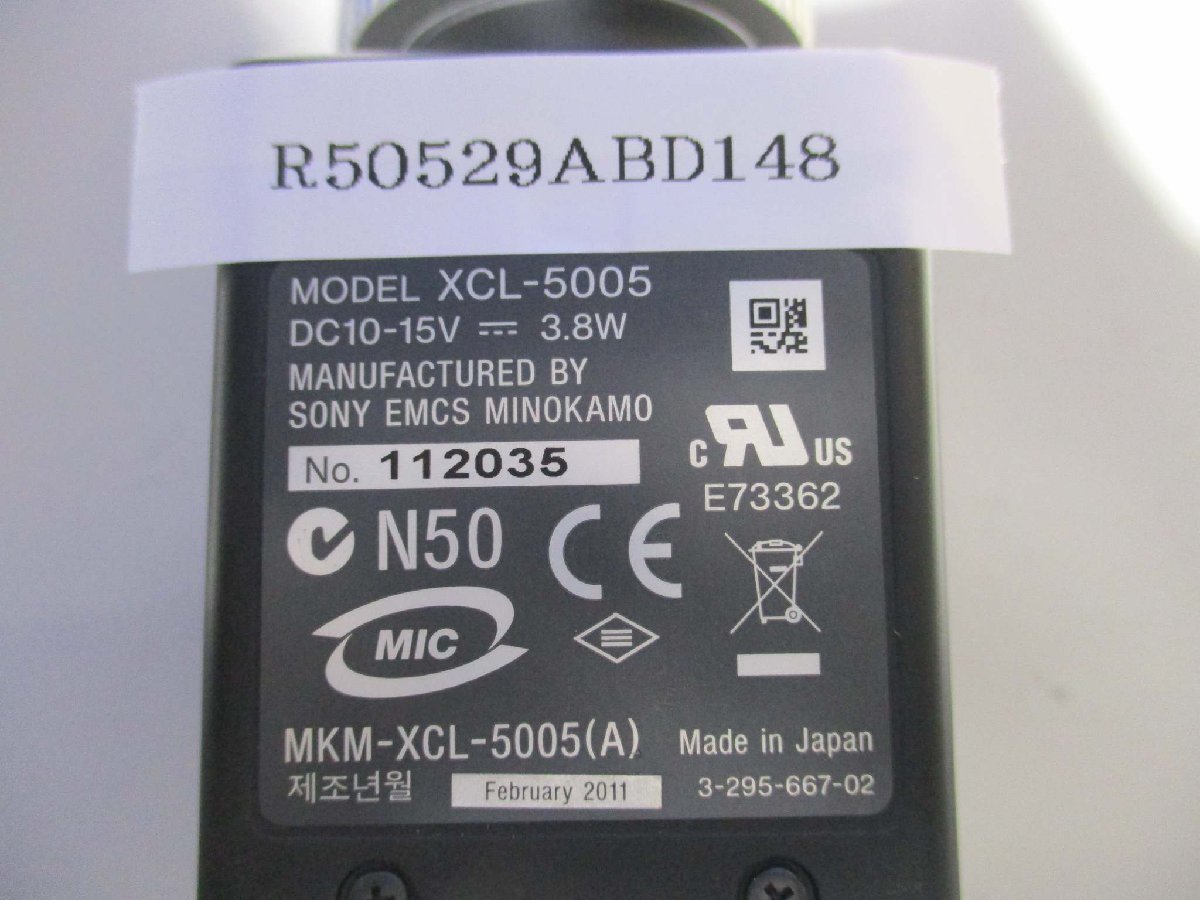 R50529ABD148
MODEL XCL-5005
DC10-15V ⎓ 3.8W
MANUFACTURED BY
SONY EMCS MINOKAMO
No. 112035
c RU US
E73362
N50 CE
MIC
MKM-XCL-5005(A) Made in Japan
제조년월 February 2011 3-295-667-02